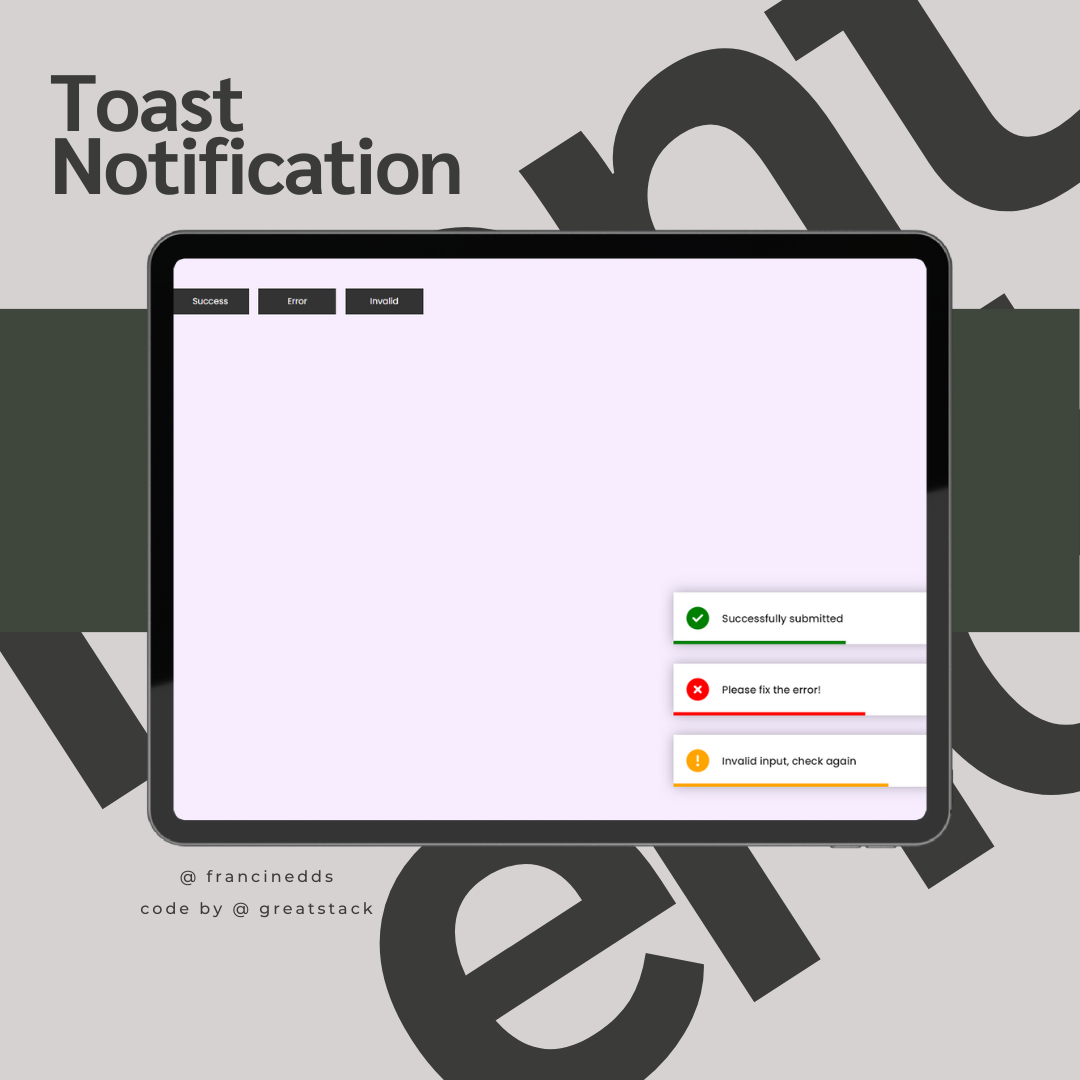 Toast
Notification
Success Error Invalid
Successfully submitted
Please fix the error!
Invalid input, check again
@ francinedds
code by @ greatstack